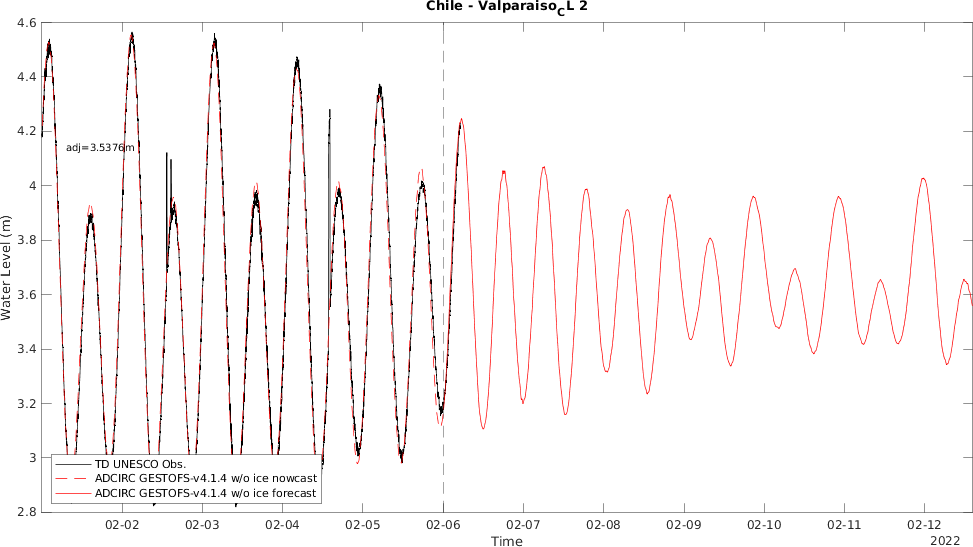 Chile - Valparaiso_CL 2
4.6
4.4
4.2
4
3.8
3.6
3.4
3.2
3
2.8
Water Level (m)
adj=3.5376m
TD UNESCO Obs.
ADCIRC GESTOFS-v4.1.4 w/o ice nowcast
ADCIRC GESTOFS-v4.1.4 w/o ice forecast
02-02 02-03 02-04 02-05 02-06 02-07 02-08 02-09 02-10 02-11 02-12
Time
2022